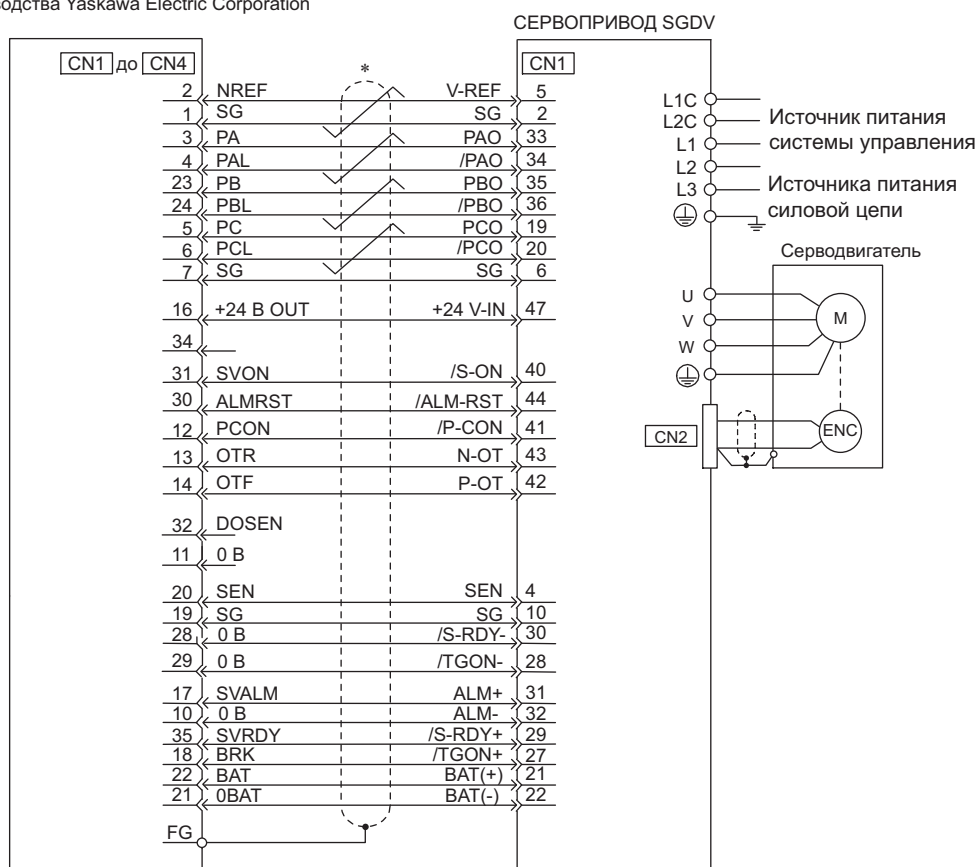 одства Yaskawa Electric Corporation
СЕРВОПРИВОД SGDV
CN1 до CN4
*
CN1
2 NREF V-REF 5
1 SG SG 2
3 PA PAO 33
4 PAL /PAO 34
23 PB PBO 35
24 PBL /PBO 36
5 PC PCO 19
6 PCL /PCO 20
7 SG SG 6
16 +24 В OUT +24 V-IN 47
34
31 SVON /S-ON 40
30 ALMRST /ALM-RST 44
12 PCON /P-CON 41
13 OTR N-OT 43
14 OTF P-OT 42
32 DOSEN
11 0 В
20 SEN SEN 4
19 SG SG 10
28 0 В /S-RDY- 30
29 0 В /TGON- 28
17 SVALM ALM+ 31
10 0 В ALM- 32
35 SVRDY /S-RDY+ 29
18 BRK /TGON+ 27
22 BAT BAT(+) 21
21 0BAT BAT(-) 22
FG
L1C
L2C
L1
L2
L3
Источник питания
системы управления
Источника питания
силовой цепи
Серводвигатель
U
V
W
M
CN2
ENC